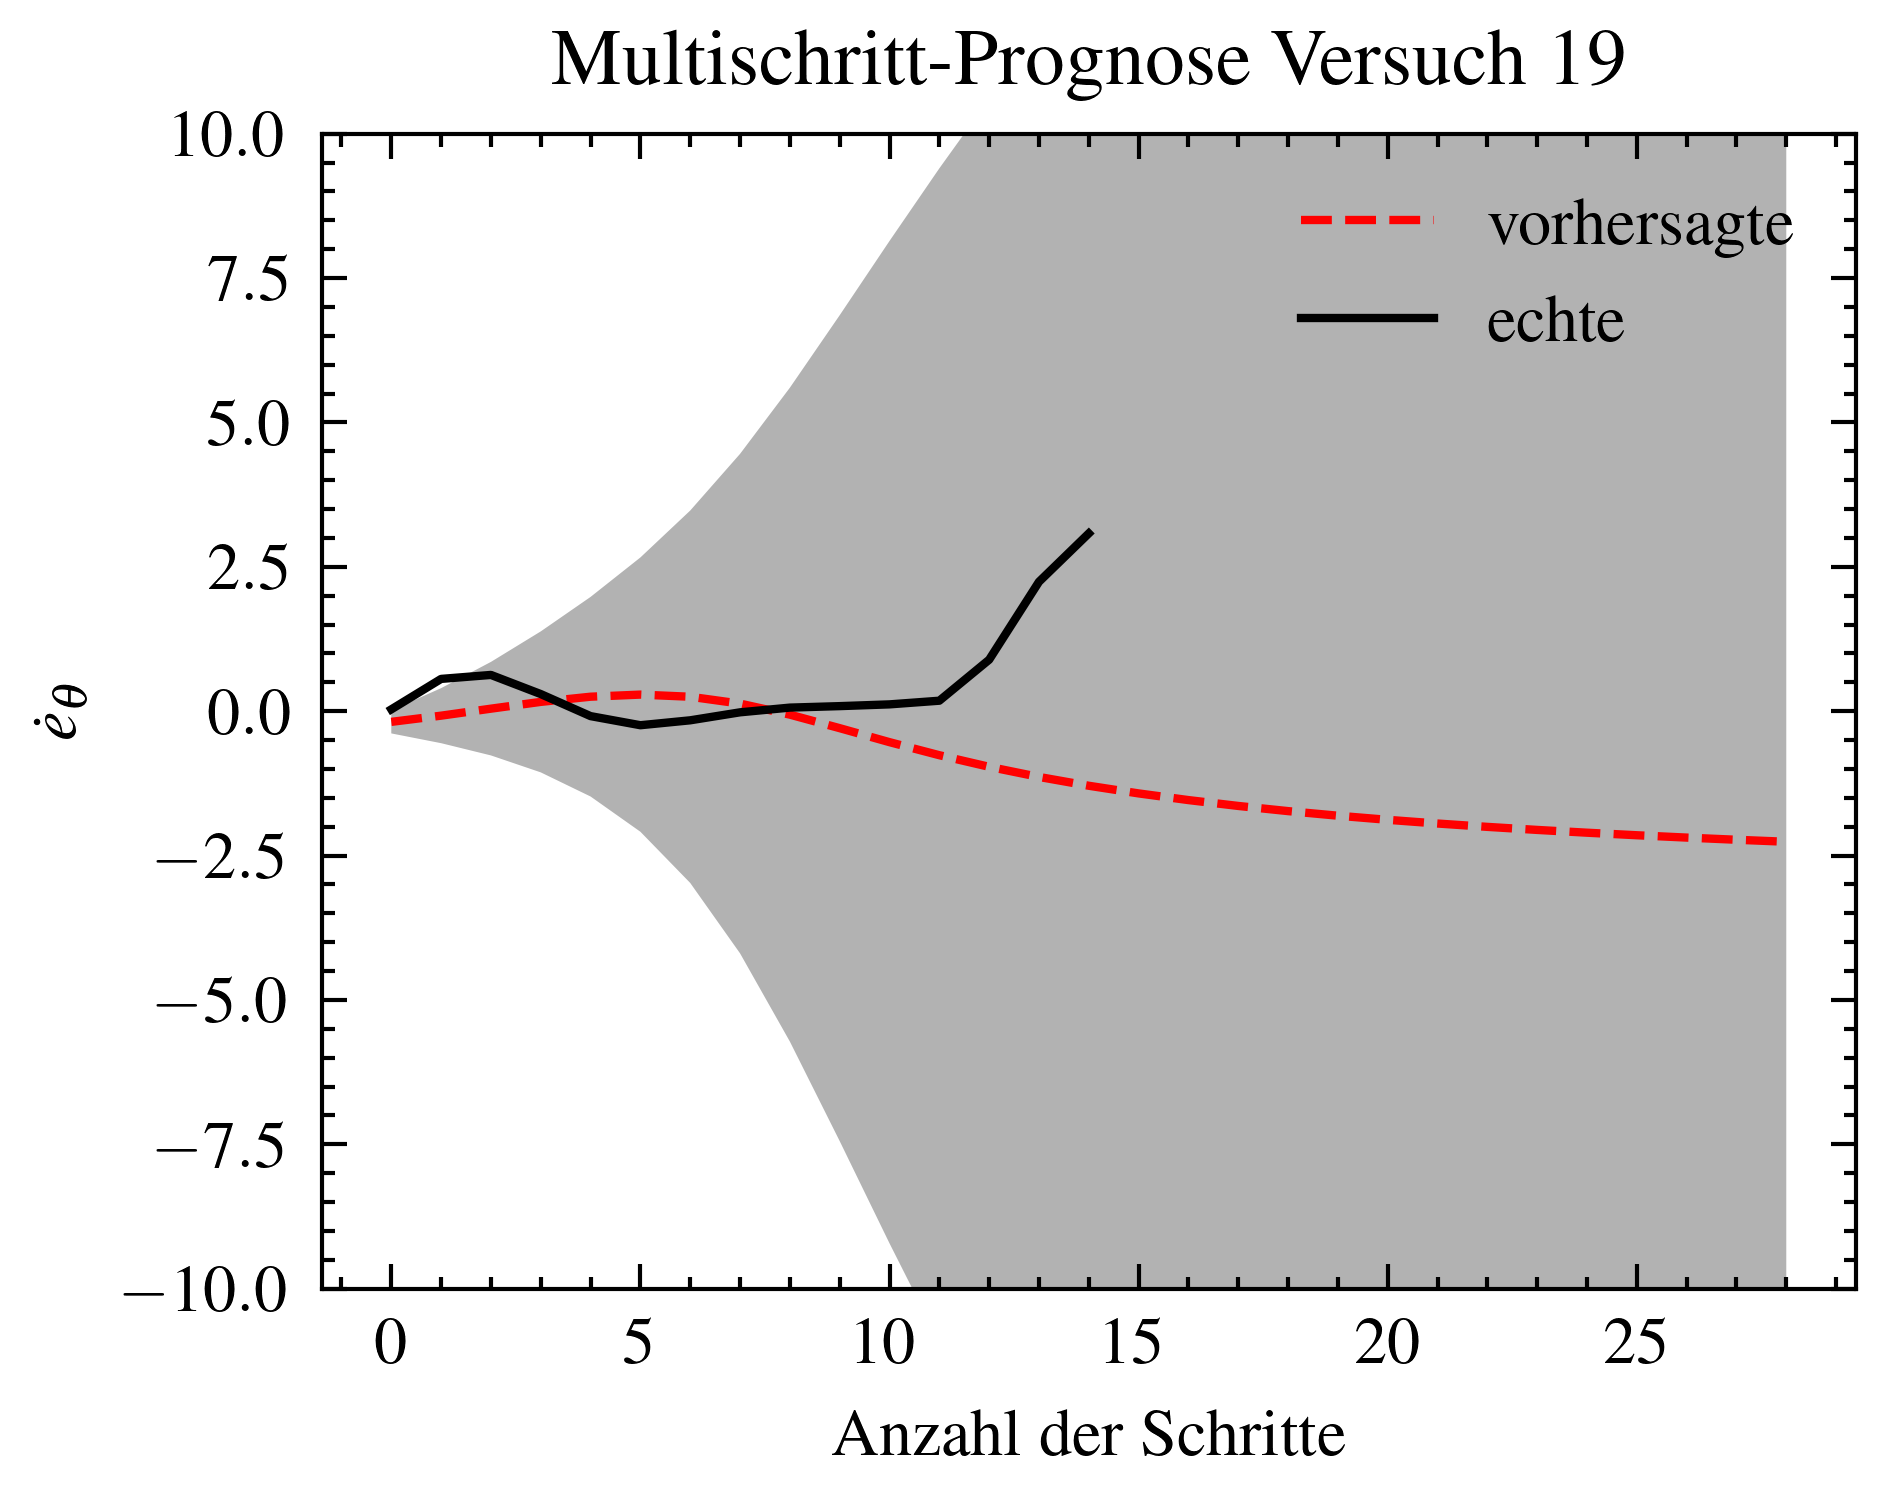 Multischritt-Prognose Versuch 19
10.0
7.5
5.0
2.5
0.0
−2.5
−5.0
−7.5
−10.0
ė_θ
vorhersagte
echte
0 5 10 15 20 25
Anzahl der Schritte